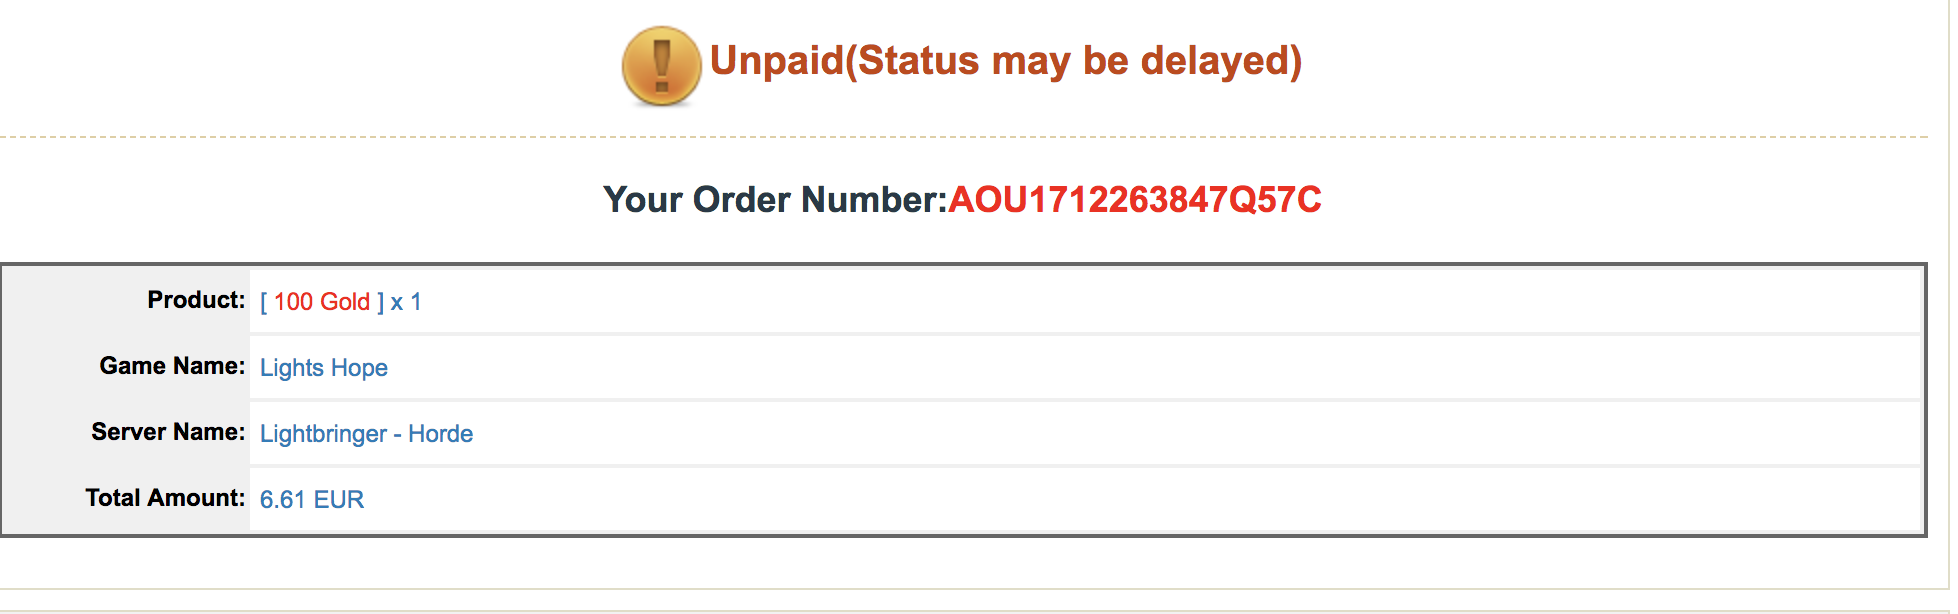 Unpaid(Status may be delayed)
Your Order Number:AOU1712263847Q57C
Product: [ 100 Gold ] x 1
Game Name: Lights Hope
Server Name: Lightbringer - Horde
Total Amount: 6.61 EUR